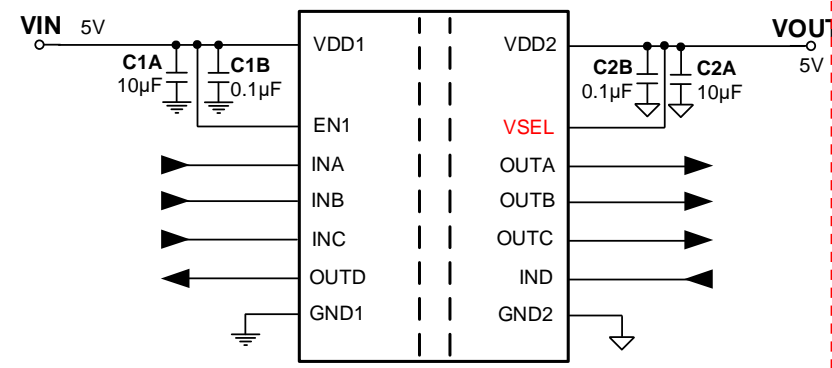 VIN 5V
VDD1
VDD2
VOUT
5V
C1A
10µF
C1B
0.1µF
C2B
0.1µF
C2A
10µF
EN1
VSEL
INA
OUTA
INB
OUTB
INC
OUTC
OUTD
IND
GND1
GND2